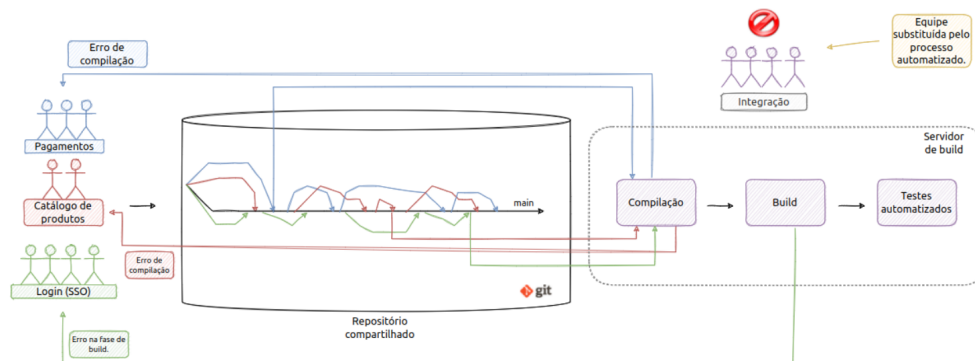 Erro de
compilação
Equipe
substituída pelo
processo
automatizado.
Integração
Pagamentos
Servidor
de build
Catálogo de
produtos
main
Compilação
Build
Testes
automatizados
Erro de
compilação
Login (SSO)
git
Repositório
compartilhado
Erro na fase de
build.